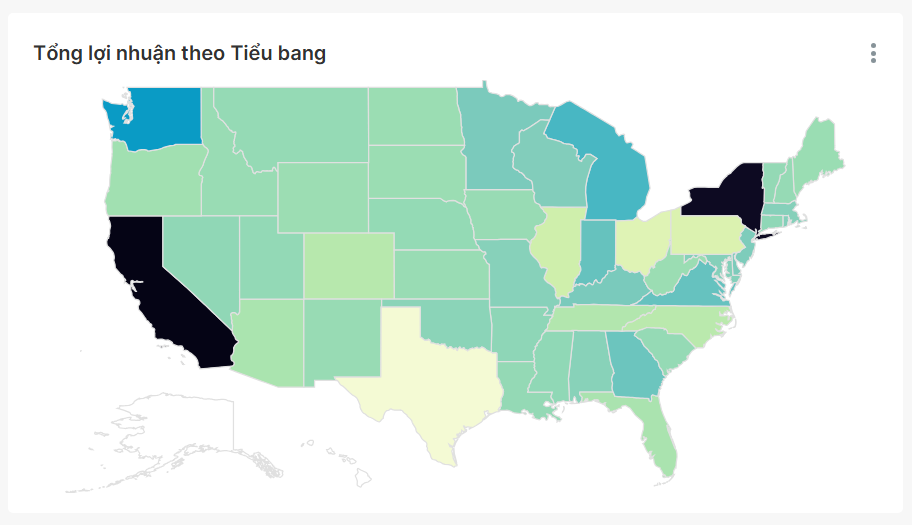 Tổng lợi nhuận theo Tiểu bang